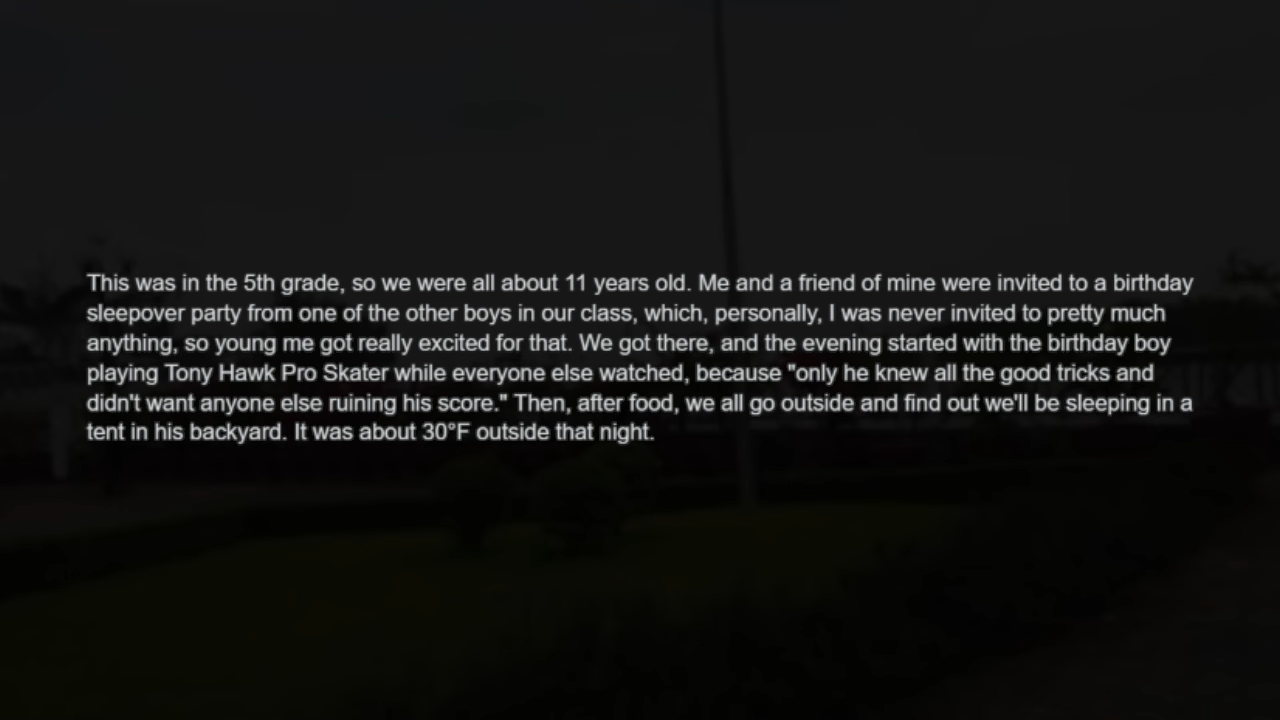 This was in the 5th grade, so we were all about 11 years old. Me and a friend of mine were invited to a birthday
sleepover party from one of the other boys in our class, which, personally, I was never invited to pretty much
anything, so young me got really excited for that. We got there, and the evening started with the birthday boy
playing Tony Hawk Pro Skater while everyone else watched, because "only he knew all the good tricks and
didn't want anyone else ruining his score." Then, after food, we all go outside and find out we'll be sleeping in a
tent in his backyard. It was about 30°F outside that night.